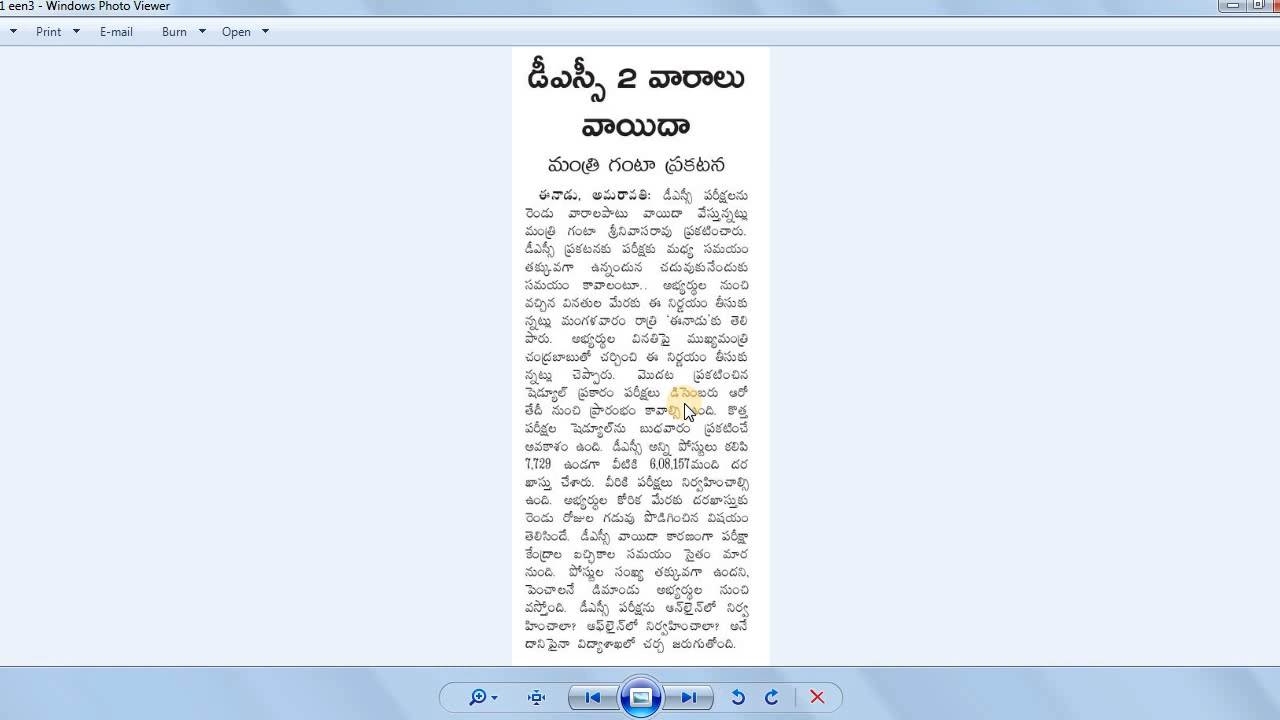 1 een3 - Windows Photo Viewer
Print E-mail Burn Open
డీఎస్సీ 2 వారాలు
వాయిదా
మంత్రి గంటా ప్రకటన
ఈనాడు, అమరావతి: డీఎస్సీ పరీక్షలను
రెండు వారాలపాటు వాయిదా వేస్తున్నట్లు
మంత్రి గంటా శ్రీనివాసరావు ప్రకటించారు.
డీఎస్సీ ప్రకటనకు పరీక్షకు మధ్య సమయం
తక్కువగా ఉన్నందున చదువుకునేందుకు
సమయం కావాలంటూ.. అభ్యర్థుల నుంచి
వచ్చిన వినతుల మేరకు ఈ నిర్ణయం తీసుకు
న్నట్లు మంగళవారం రాత్రి ‘ఈనాడు’కు తెలి
పారు. అభ్యర్థుల వినతిపై ముఖ్యమంత్రి
చంద్రబాబుతో చర్చించి ఈ నిర్ణయం తీసుకు
న్నట్లు చెప్పారు. మొదట ప్రకటించిన
షెడ్యూల్ ప్రకారం పరీక్షలు డిసెంబరు ఆరో
తేదీ నుంచి ప్రారంభం కావాల్సి ఉంది. కొత్త
పరీక్షల షెడ్యూల్‌ను బుధవారం ప్రకటించే
అవకాశం ఉంది. డీఎస్సీ అన్ని పోస్టులు కలిపి
7,729 ఉండగా వీటికి 6,08,157మంది దర
ఖాస్తు చేశారు. వీరికి పరీక్షలు నిర్వహించాల్సి
ఉంది. అభ్యర్థుల కోరిక మేరకు దరఖాస్తుకు
రెండు రోజుల గడువు పొడిగించిన విషయం
తెలిసిందే. డీఎస్సీ వాయిదా కారణంగా పరీక్షా
కేంద్రాల ఐచ్ఛికాల సమయం సైతం మార
నుంది. పోస్టుల సంఖ్య తక్కువగా ఉందని,
పెంచాలనే డిమాండు అభ్యర్థుల నుంచి
వస్తోంది. డీఎస్సీ పరీక్షను ఆన్‌లైన్‌లో నిర్వ
హించాలా? ఆఫ్‌లైన్‌లో నిర్వహించాలా? అనే
దానిపైనా విద్యాశాఖలో చర్చ జరుగుతోంది.